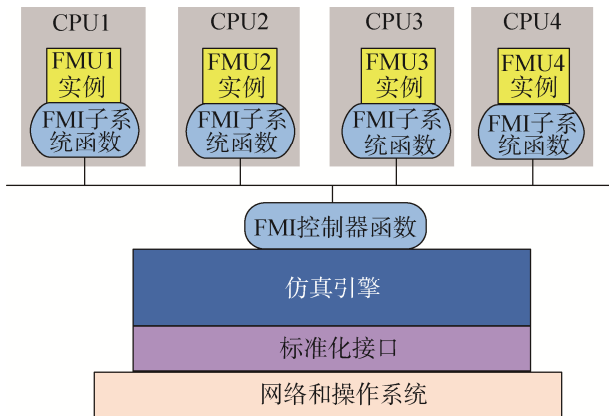 CPU1
CPU2
CPU3
CPU4
FMU1
实例
FMU2
实例
FMU3
实例
FMU4
实例
FMI子系
统函数
FMI子系
统函数
FMI子系
统函数
FMI子系
统函数
FMI控制器函数
仿真引擎
标准化接口
网络和操作系统